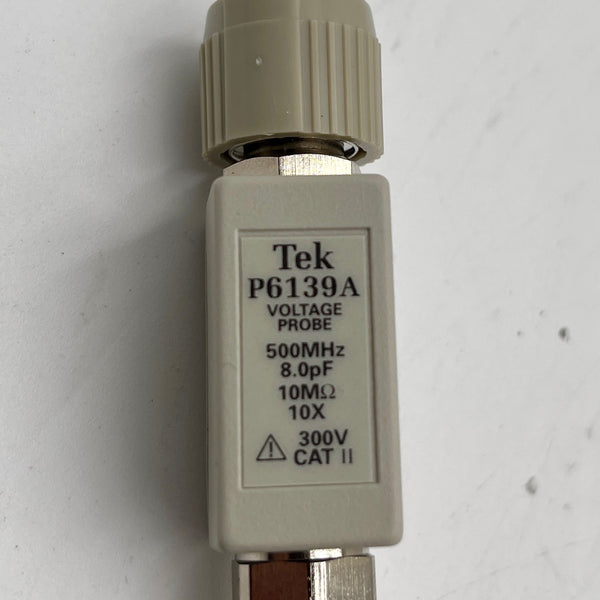 Tek
P6139A
VOLTAGE
PROBE
500MHz
8.0pF
10MΩ
10X
300V
CAT II